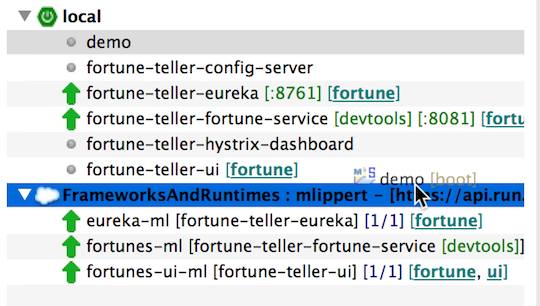 local
demo
fortune-teller-config-server
fortune-teller-eureka [:8761] [fortune]
fortune-teller-fortune-service [devtools] [:8081]
fortune-teller-hystrix-dashboard
fortune-teller-ui [fortune]
demo [boot]
FrameworksAndRuntimes : mlippert - [https://api.run.
eureka-ml [fortune-teller-eureka] [1/1] [fortune]
fortunes-ml [fortune-teller-fortune-service [devtools]]
fortunes-ui-ml [fortune-teller-ui] [1/1] [fortune, ui]